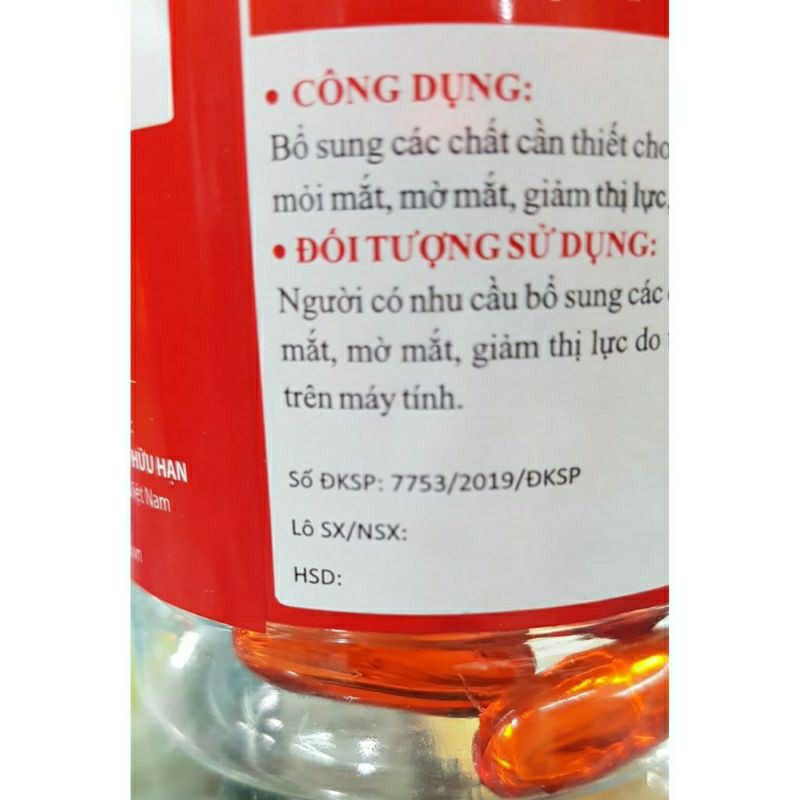 • CÔNG DỤNG:
Bổ sung các chất cần thiết cho
mỏi mắt, mờ mắt, giảm thị lực,
• ĐỐI TƯỢNG SỬ DỤNG:
Người có nhu cầu bổ sung các
mắt, mờ mắt, giảm thị lực do
trên máy tính.
Số ĐKSP: 7753/2019/ĐKSP
Lô SX/NSX:
HSD:
HỮU HẠN
Việt Nam